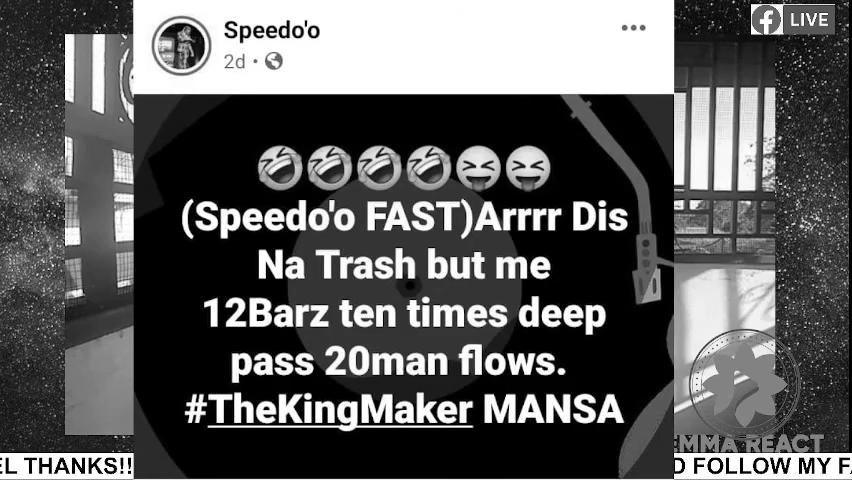 Speedo'o
2d
LIVE
🤣🤣🤣🤣😝😝
(Speedo'o FAST)Arrrr Dis
Na Trash but me
12Barz ten times deep
pass 20man flows.
#TheKingMaker MANSA
EMMA REACT
EL THANKS!!
D FOLLOW MY FA